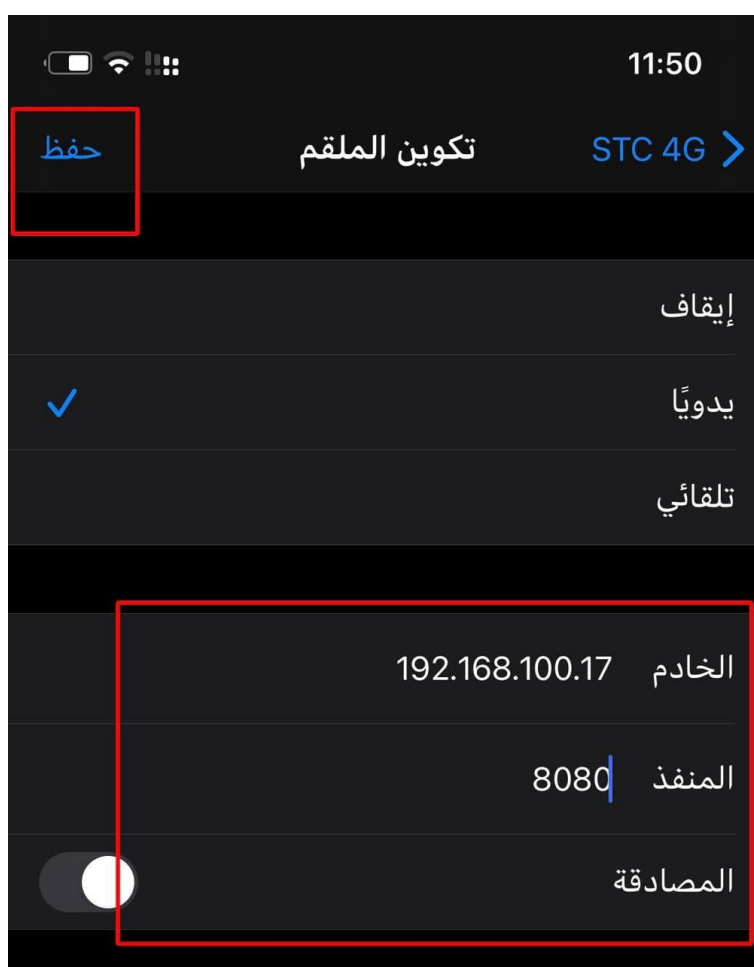 11:50
STC 4G تكوين الملقم حفظ
إيقاف
يدويًا
تلقائي
الخادم 192.168.100.17
المنفذ 8080
المصادقة